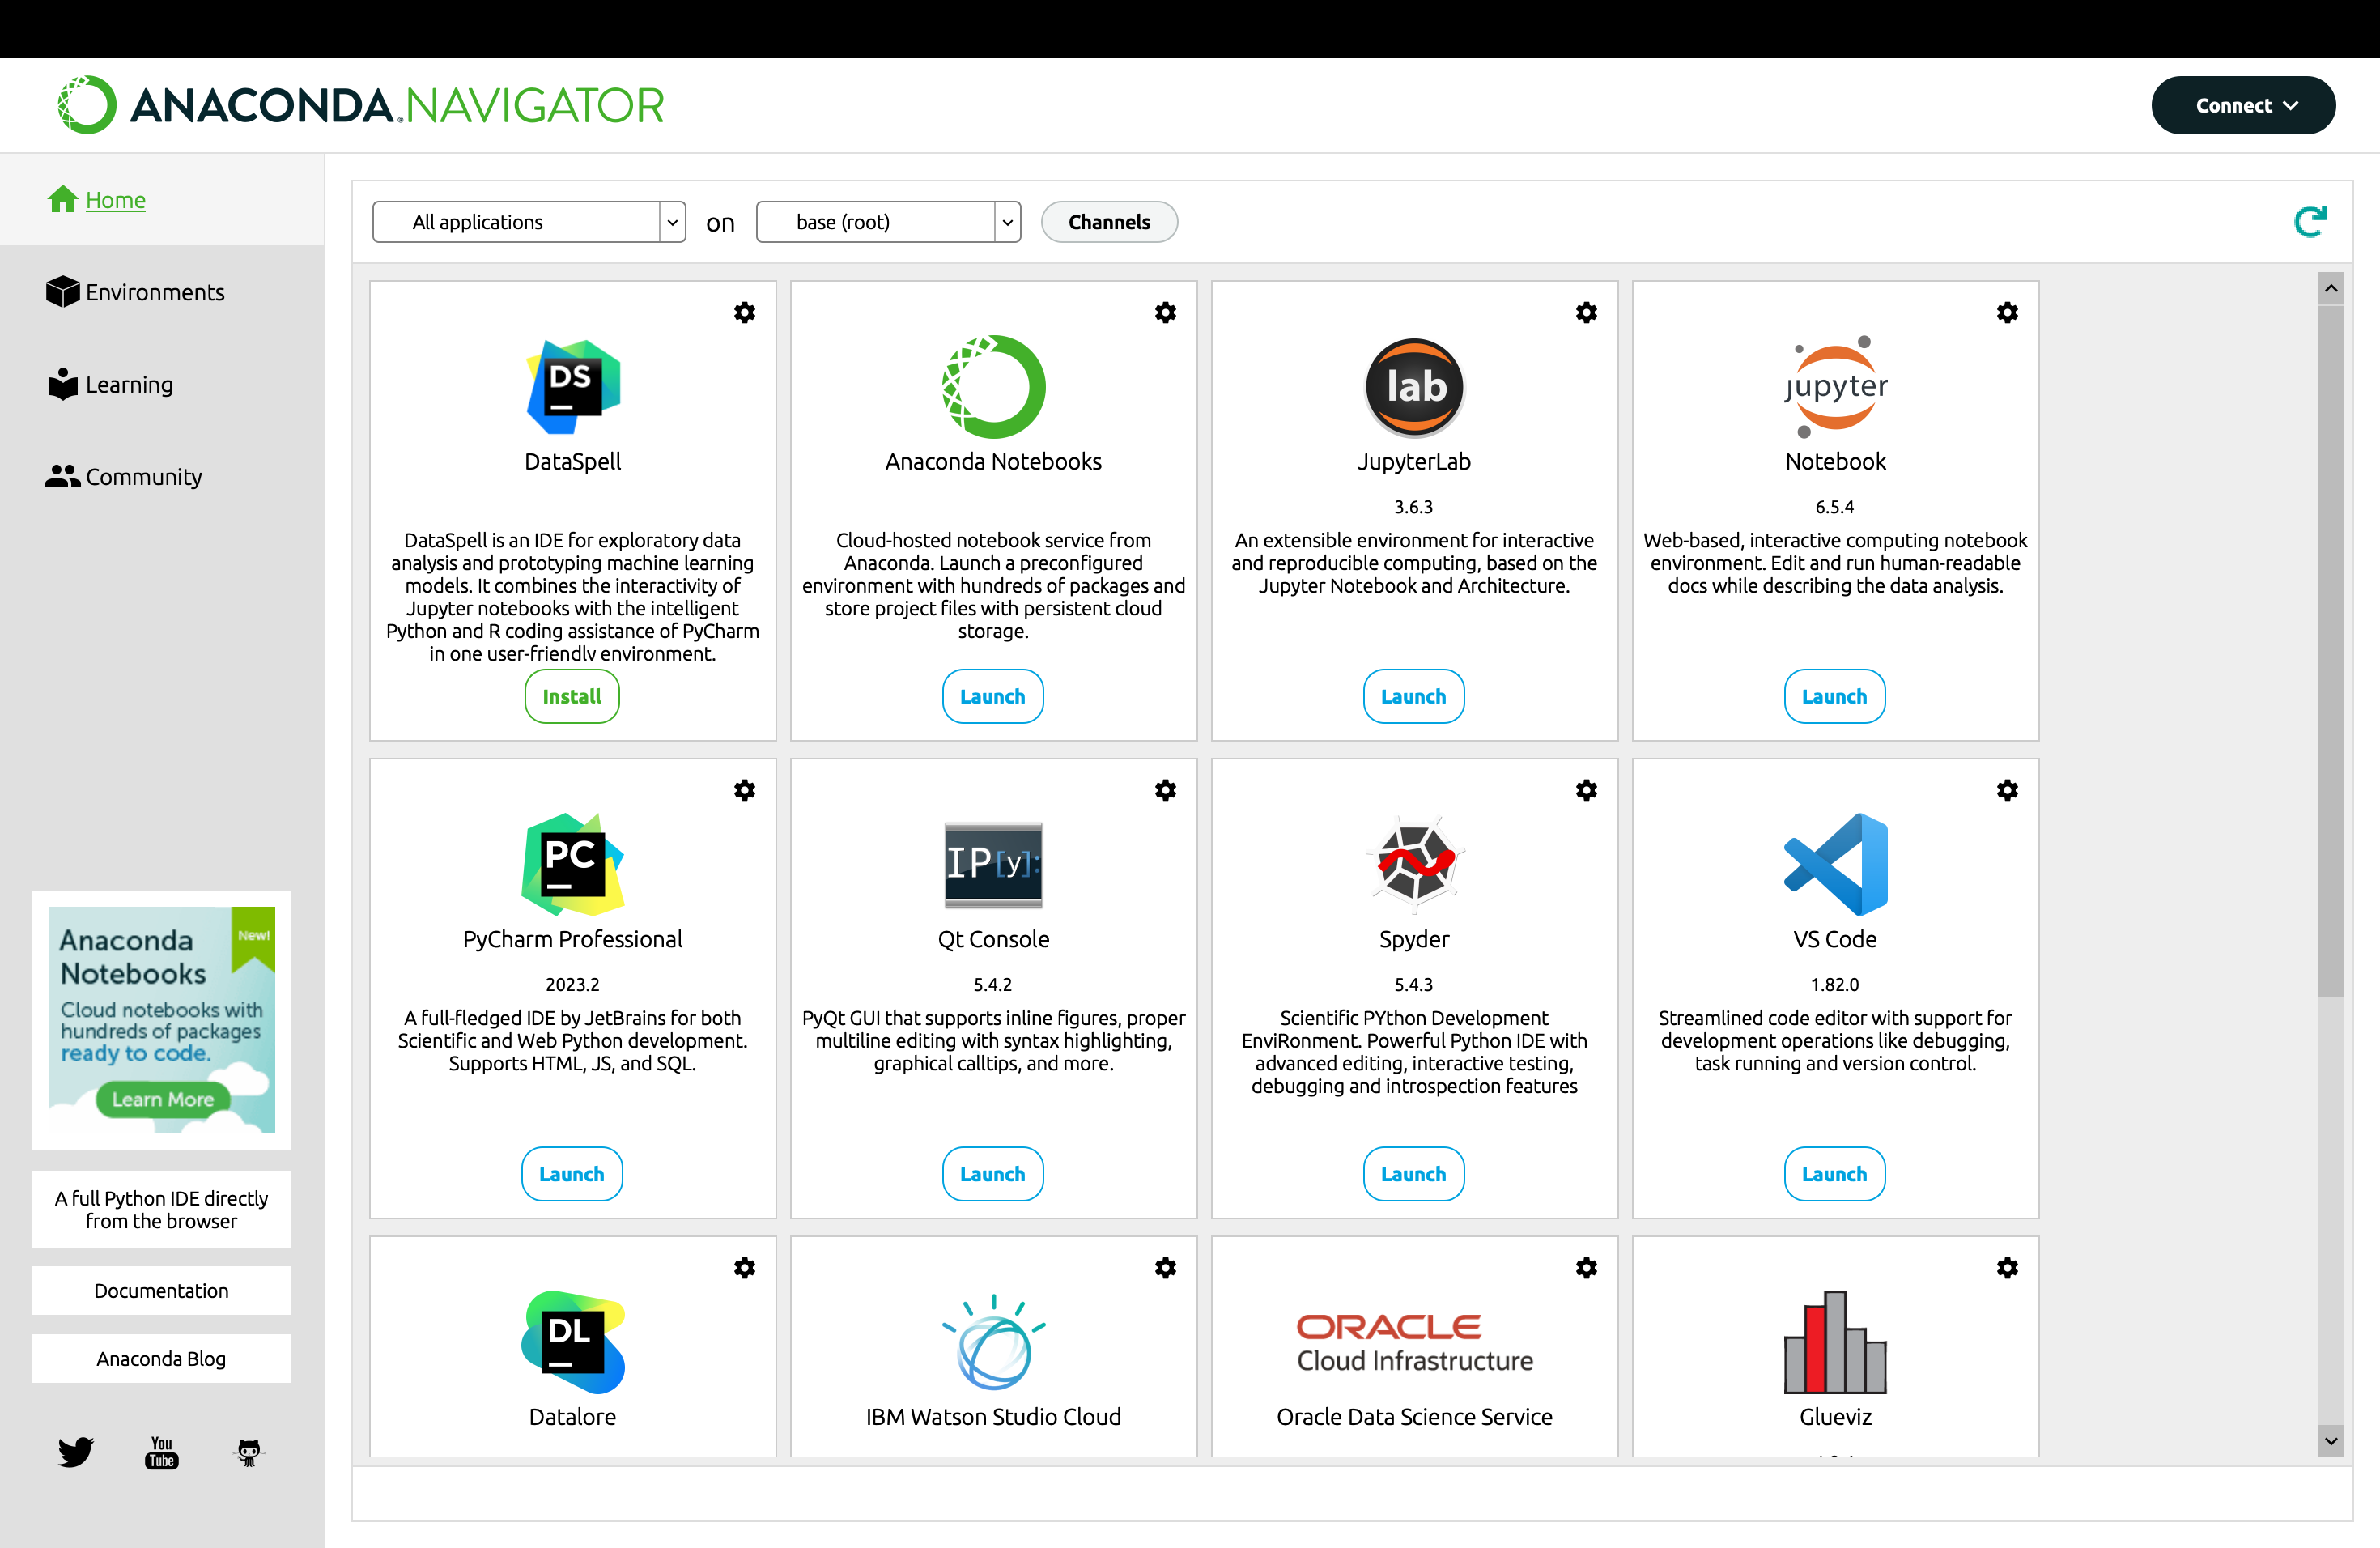 ANACONDA.NAVIGATOR
Connect
Home
Environments
Learning
Community
All applications
on
base (root)
Channels
DS
DataSpell
DataSpell is an IDE for exploratory data
analysis and prototyping machine learning
models. It combines the interactivity of
Jupyter notebooks with the intelligent
Python and R coding assistance of PyCharm
in one user-friendly environment.
Install
Anaconda Notebooks
Cloud-hosted notebook service from
Anaconda. Launch a preconfigured
environment with hundreds of packages and
store project files with persistent cloud
storage.
Launch
lab
JupyterLab
3.6.3
An extensible environment for interactive
and reproducible computing, based on the
Jupyter Notebook and Architecture.
Launch
jupyter
Notebook
6.5.4
Web-based, interactive computing notebook
environment. Edit and run human-readable
docs while describing the data analysis.
Launch
PC
PyCharm Professional
2023.2
A full-fledged IDE by JetBrains for both
Scientific and Web Python development.
Supports HTML, JS, and SQL.
Launch
IP[y]:
Qt Console
5.4.2
PyQt GUI that supports inline figures, proper
multiline editing with syntax highlighting,
graphical calltips, and more.
Launch
Spyder
5.4.3
Scientific PYthon Development
EnviRonment. Powerful Python IDE with
advanced editing, interactive testing,
debugging and introspection features
Launch
VS Code
1.82.0
Streamlined code editor with support for
development operations like debugging,
task running and version control.
Launch
DL
Datalore
IBM Watson Studio Cloud
ORACLE
Cloud Infrastructure
Oracle Data Science Service
Glueviz
Anaconda
Notebooks
New!
Cloud notebooks with
hundreds of packages
ready to code.
Learn More
A full Python IDE directly
from the browser
Documentation
Anaconda Blog
You
Tube